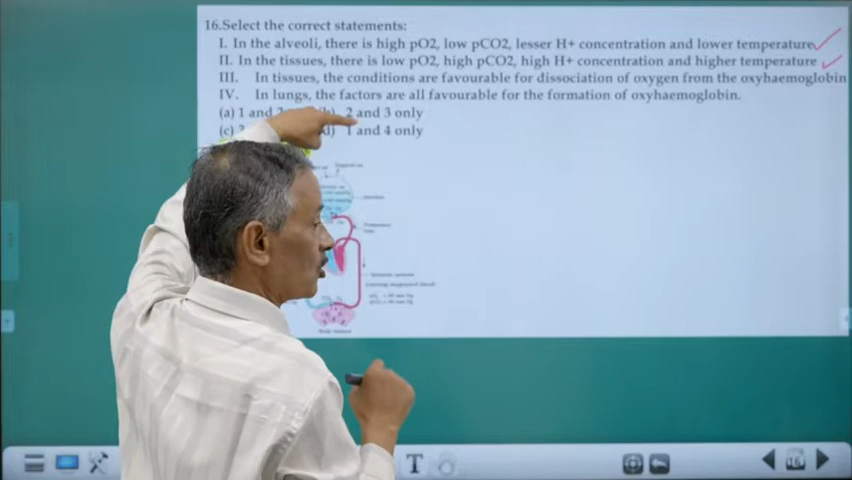 16.Select the correct statements:
I. In the alveoli, there is high pO2, low pCO2, lesser H+ concentration and lower temperature
II. In the tissues, there is low pO2, high pCO2, high H+ concentration and higher temperature
III. In tissues, the conditions are favourable for dissociation of oxygen from the oxyhaemoglobin
IV. In lungs, the factors are all favourable for the formation of oxyhaemoglobin.
(a) 1 and 2 (b) 2 and 3 only
(c) d) 1 and 4 only
T 16